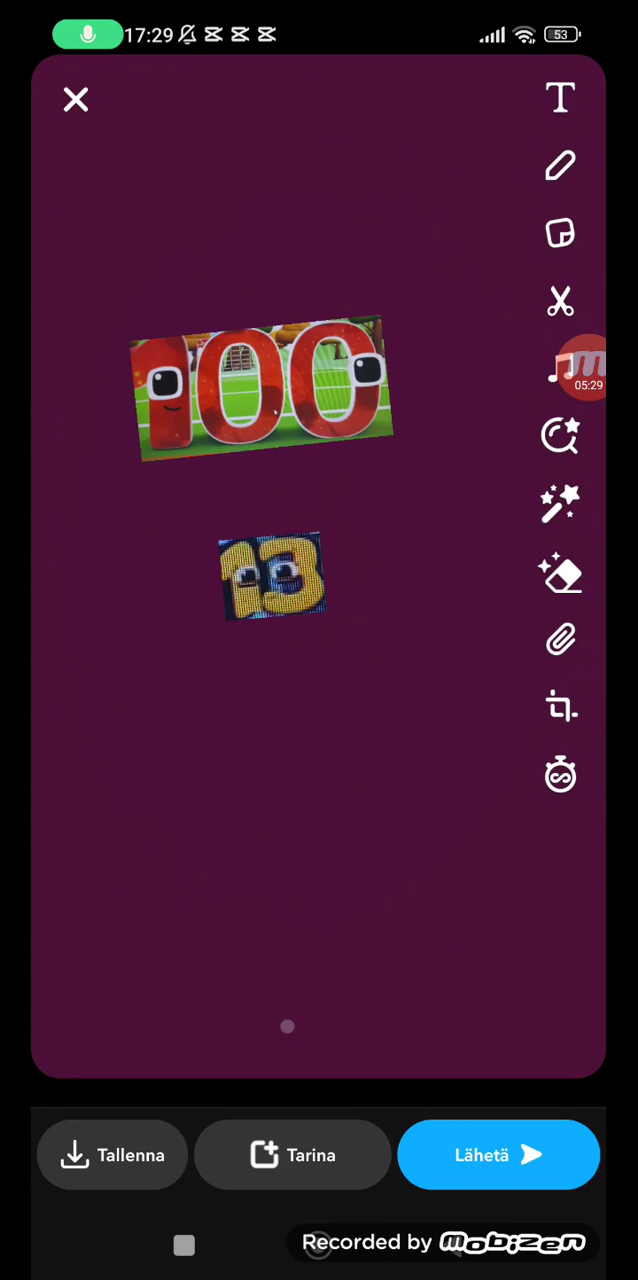 17:29
53
T
100
05:29
13
Tallenna
Tarina
Lähetä
Recorded by mobizen